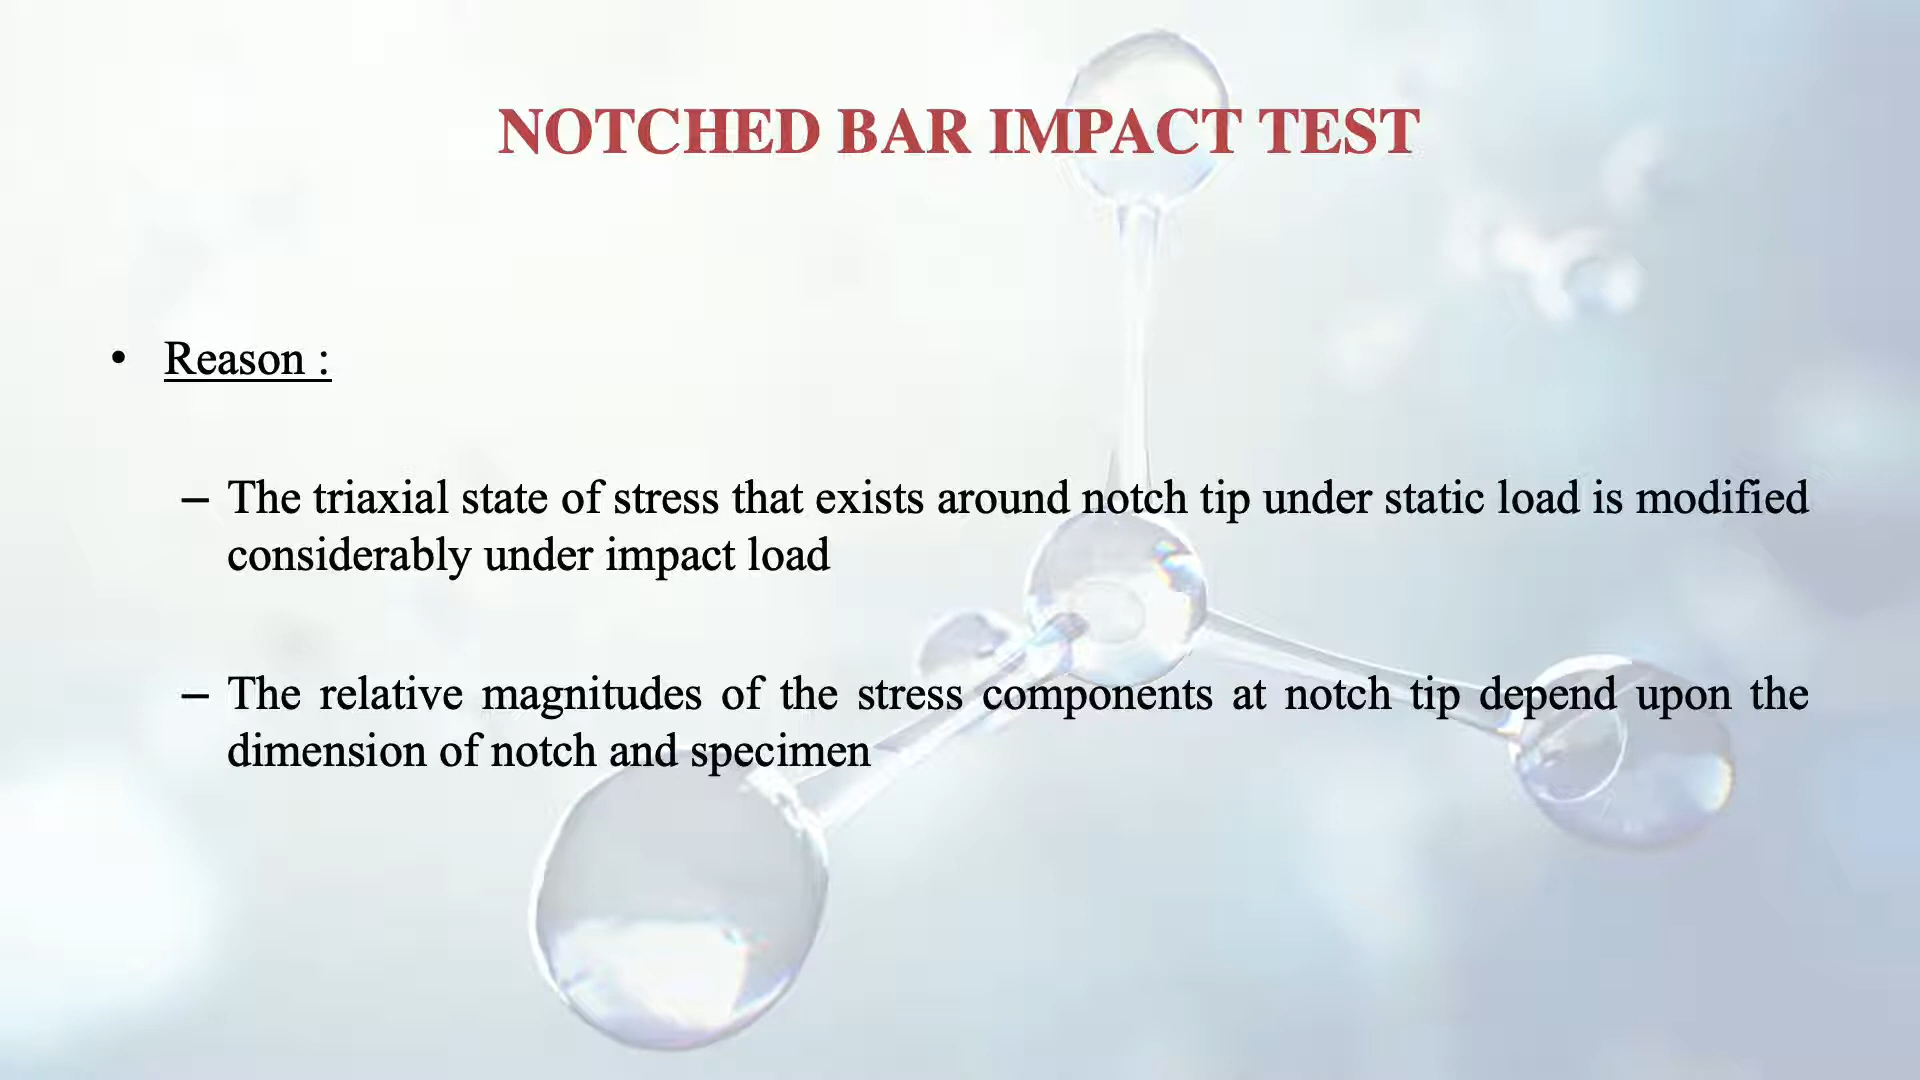 NOTCHED BAR IMPACT TEST
• Reason :
– The triaxial state of stress that exists around notch tip under static load is modified
considerably under impact load
– The relative magnitudes of the stress components at notch tip depend upon the
dimension of notch and specimen